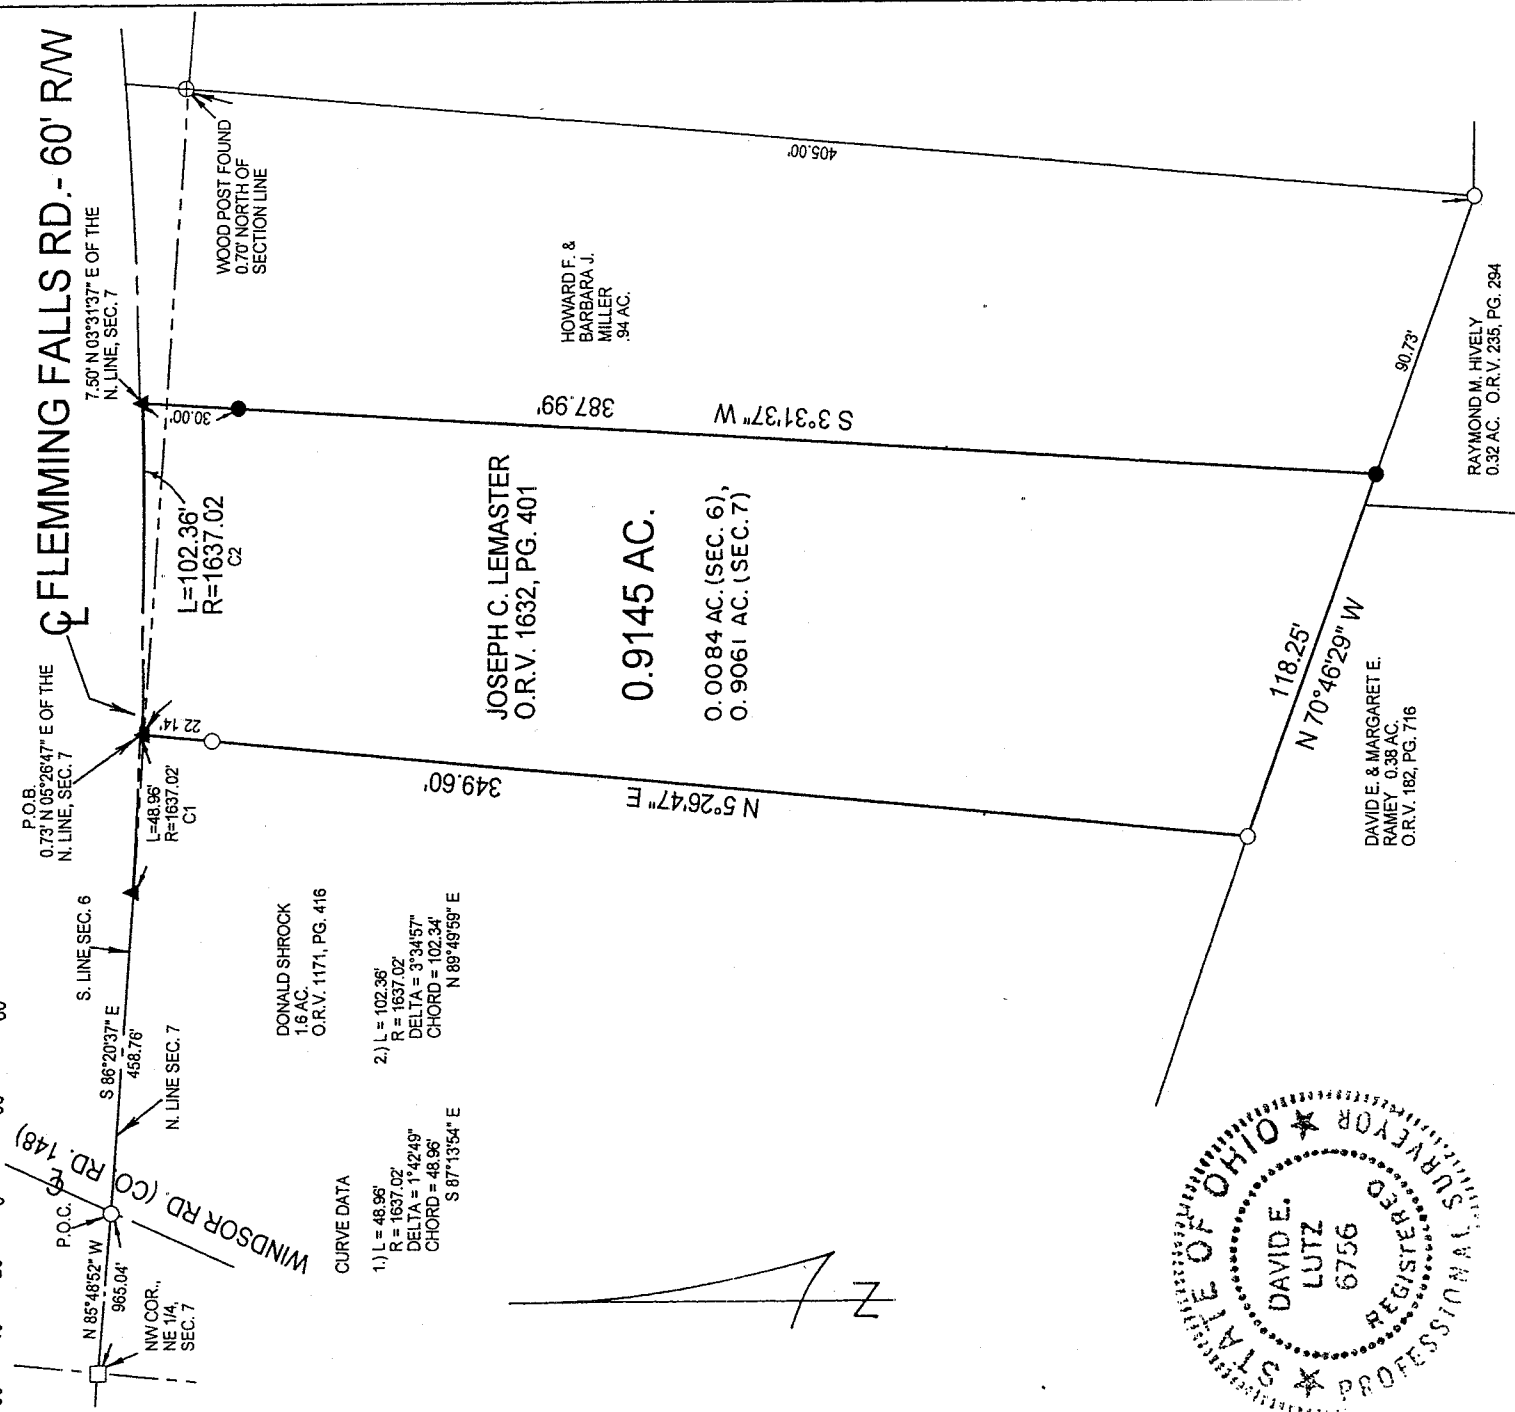 ℄ FLEMMING FALLS RD.- 60' R/W
P.O.B.
0.73' N 05°26'47" E OF THE
N. LINE, SEC. 7
7.50' N 03°31'37" E OF THE
N. LINE, SEC. 7
WOOD POST FOUND
0.70' NORTH OF
SECTION LINE
S. LINE SEC. 6
S 86°20'37" E
458.76'
N. LINE SEC. 7
WINDSOR RD. (CO. RD. 148)
℄
P.O.C.
N 85°48'52" W
965.04'
NW COR.,
NE 1/4,
SEC. 7
L=48.96'
R=1637.02'
C1
22.14'
L=102.36'
R=1637.02
C2
30.00'
405.00'
HOWARD F. &
BARBARA J.
MILLER
.94 AC.
387.99'
S 3°31'37" W
JOSEPH C. LEMASTER
O.R.V. 1632, PG. 401
0.9145 AC.
0.0084 AC. (SEC. 6),
0.9061 AC. (SEC. 7)
349.60'
N 5°26'47" E
DONALD SHROCK
1.6 AC.
O.R.V. 1171, PG. 416
CURVE DATA
1.) L = 48.96'
R = 1637.02'
DELTA = 1°42'49"
CHORD = 48.96'
S 87°13'54" E
2.) L = 102.36'
R = 1637.02'
DELTA = 3°34'57"
CHORD = 102.34'
N 89°49'59" E
90.73'
RAYMOND M. HIVELY
0.32 AC. O.R.V. 235, PG. 294
118.25'
N 70°46'29" W
DAVID E. & MARGARET E.
RAMEY 0.38 AC.
O.R.V. 182, PG. 716
N
STATE OF OHIO
DAVID E.
LUTZ
6756
REGISTERED
PROFESSIONAL SURVEYOR